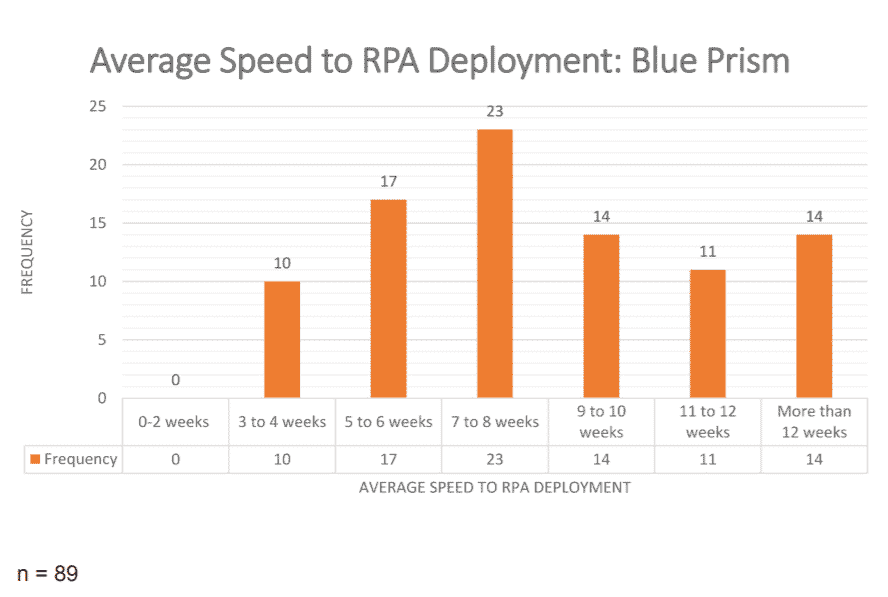 Average Speed to RPA Deployment: Blue Prism
25
20
15
10
5
0
FREQUENCY
0
10
17
23
14
11
14
0-2 weeks
3 to 4 weeks
5 to 6 weeks
7 to 8 weeks
9 to 10
weeks
11 to 12
weeks
More than
12 weeks
Frequency 0 10 17 23 14 11 14
AVERAGE SPEED TO RPA DEPLOYMENT
n = 89